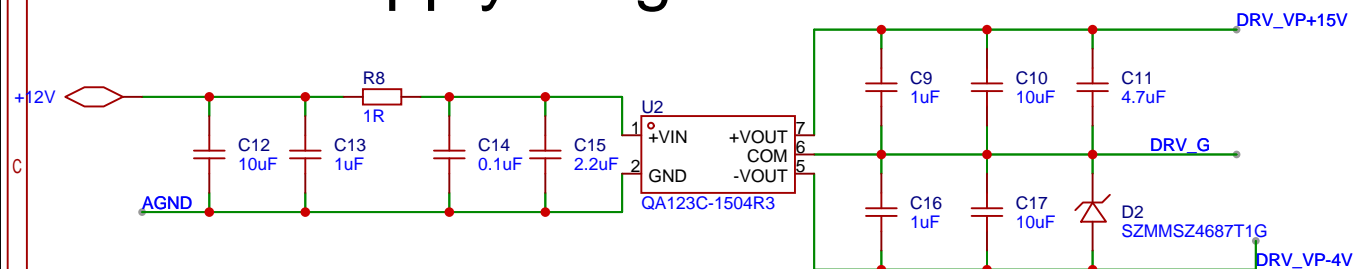 pply
g
DRV_VP+15V
+12V
R8
1R
C9
1uF
C10
10uF
C11
4.7uF
C12
10uF
C13
1uF
C14
0.1uF
C15
2.2uF
U2
1
+VIN
+VOUT
7
COM
6
2
GND
-VOUT
5
QA123C-1504R3
DRV_G
C
AGND
C16
1uF
C17
10uF
D2
SZMMSZ4687T1G
DRV_VP-4V